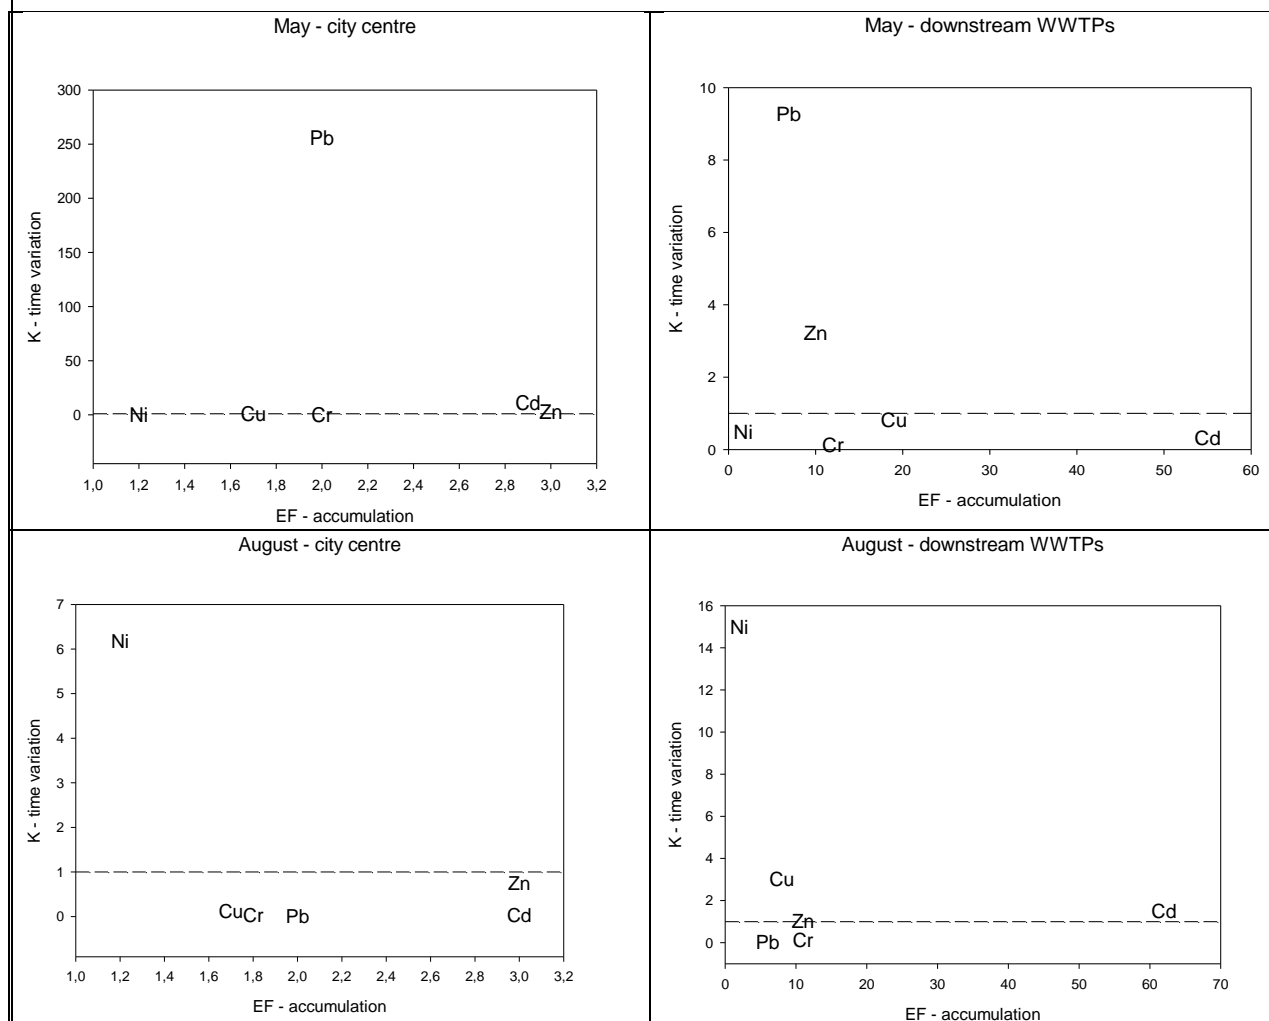 May - city centre
300
250
200
150
100
50
0
K - time variation
Pb
Ni
Cu
Cr
Cd
Zn
1,0 1,2 1,4 1,6 1,8 2,0 2,2 2,4 2,6 2,8 3,0 3,2
EF - accumulation
May - downstream WWTPs
10
8
6
4
2
0
K - time variation
Pb
Zn
Cu
Ni
Cr
Cd
0 10 20 30 40 50 60
EF - accumulation
August - city centre
7
6
5
4
3
2
1
0
K - time variation
Ni
Zn
Cu
Cr
Pb
Cd
1,0 1,2 1,4 1,6 1,8 2,0 2,2 2,4 2,6 2,8 3,0 3,2
EF - accumulation
August - downstream WWTPs
16
14
12
10
8
6
4
2
0
K - time variation
Ni
Cu
Cd
Zn
Pb
Cr
0 10 20 30 40 50 60 70
EF - accumulation